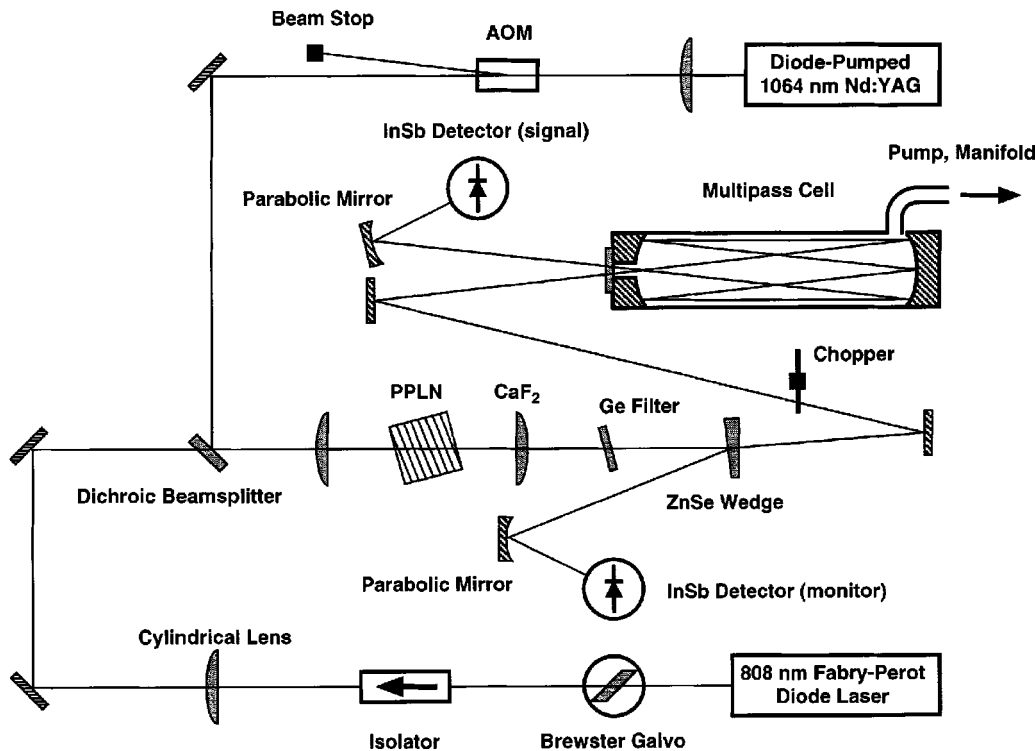 Beam Stop
AOM
Diode-Pumped
1064 nm Nd:YAG
InSb Detector (signal)
Pump, Manifold
Parabolic Mirror
Multipass Cell
Chopper
PPLN
CaF2
Ge Filter
Dichroic Beamsplitter
ZnSe Wedge
Parabolic Mirror
InSb Detector (monitor)
Cylindrical Lens
808 nm Fabry-Perot
Diode Laser
Isolator
Brewster Galvo